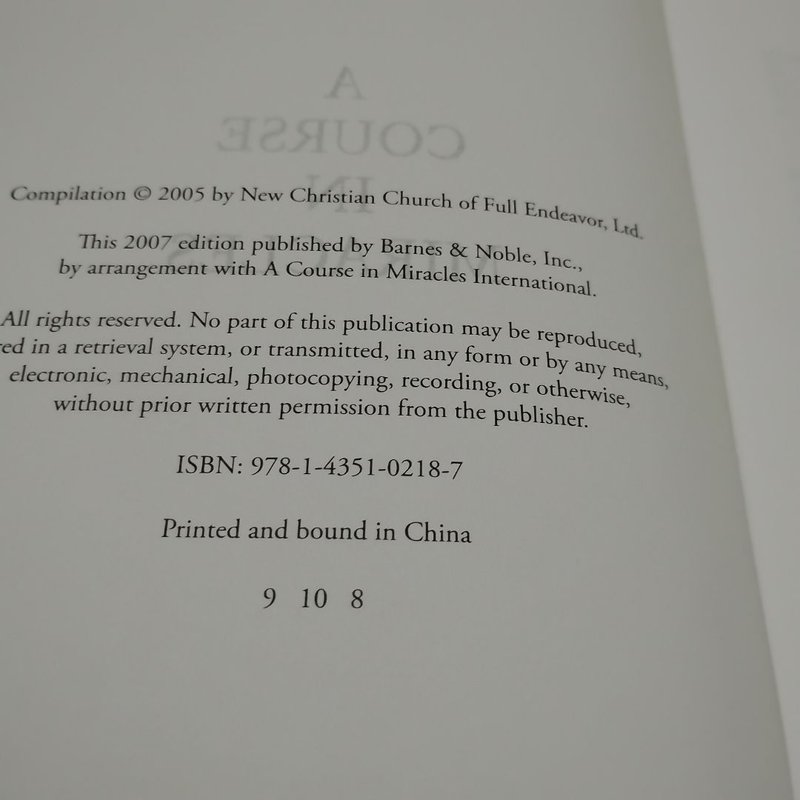 A
COURSE
IN
Compilation © 2005 by New Christian Church of Full Endeavor, Ltd.
This 2007 edition published by Barnes & Noble, Inc.,
by arrangement with A Course in Miracles International.
All rights reserved. No part of this publication may be reproduced,
in a retrieval system, or transmitted, in any form or by any means,
electronic, mechanical, photocopying, recording, or otherwise,
without prior written permission from the publisher.
ISBN: 978-1-4351-0218-7
Printed and bound in China
9 10 8